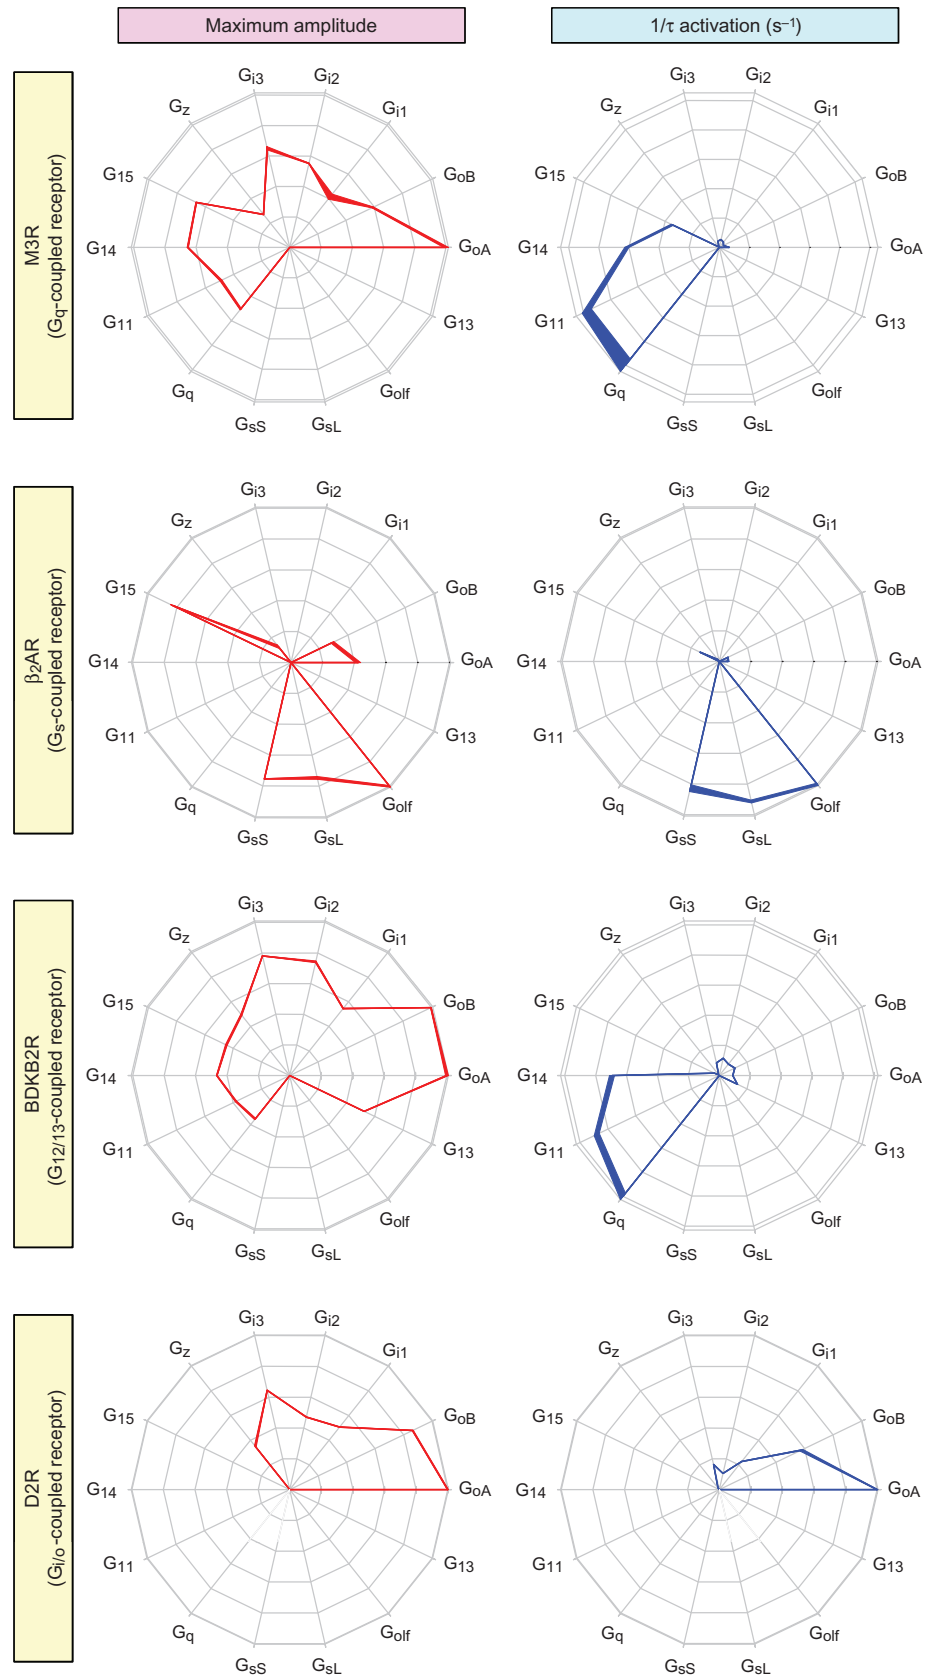 Maximum amplitude
1/τ activation (s⁻¹)
M3R
(Gq-coupled receptor)
Gi3
Gi2
Gz
Gi1
G15
GoB
G14
GoA
G11
G13
Gq
Golf
GsS
GsL
Gi3
Gi2
Gz
Gi1
G15
GoB
G14
GoA
G11
G13
Gq
Golf
GsS
GsL
β2AR
(Gs-coupled receptor)
Gi3
Gi2
Gz
Gi1
G15
GoB
G14
GoA
G11
G13
Gq
Golf
GsS
GsL
Gi3
Gi2
Gz
Gi1
G15
GoB
G14
GoA
G11
G13
Gq
Golf
GsS
GsL
BDKB2R
(G12/13-coupled receptor)
Gi3
Gi2
Gz
Gi1
G15
GoB
G14
GoA
G11
G13
Gq
Golf
GsS
GsL
Gi3
Gi2
Gz
Gi1
G15
GoB
G14
GoA
G11
G13
Gq
Golf
GsS
GsL
D2R
(Gi/o-coupled receptor)
Gi3
Gi2
Gz
Gi1
G15
GoB
G14
GoA
G11
G13
Gq
Golf
GsS
GsL
Gi3
Gi2
Gz
Gi1
G15
GoB
G14
GoA
G11
G13
Gq
Golf
GsS
GsL